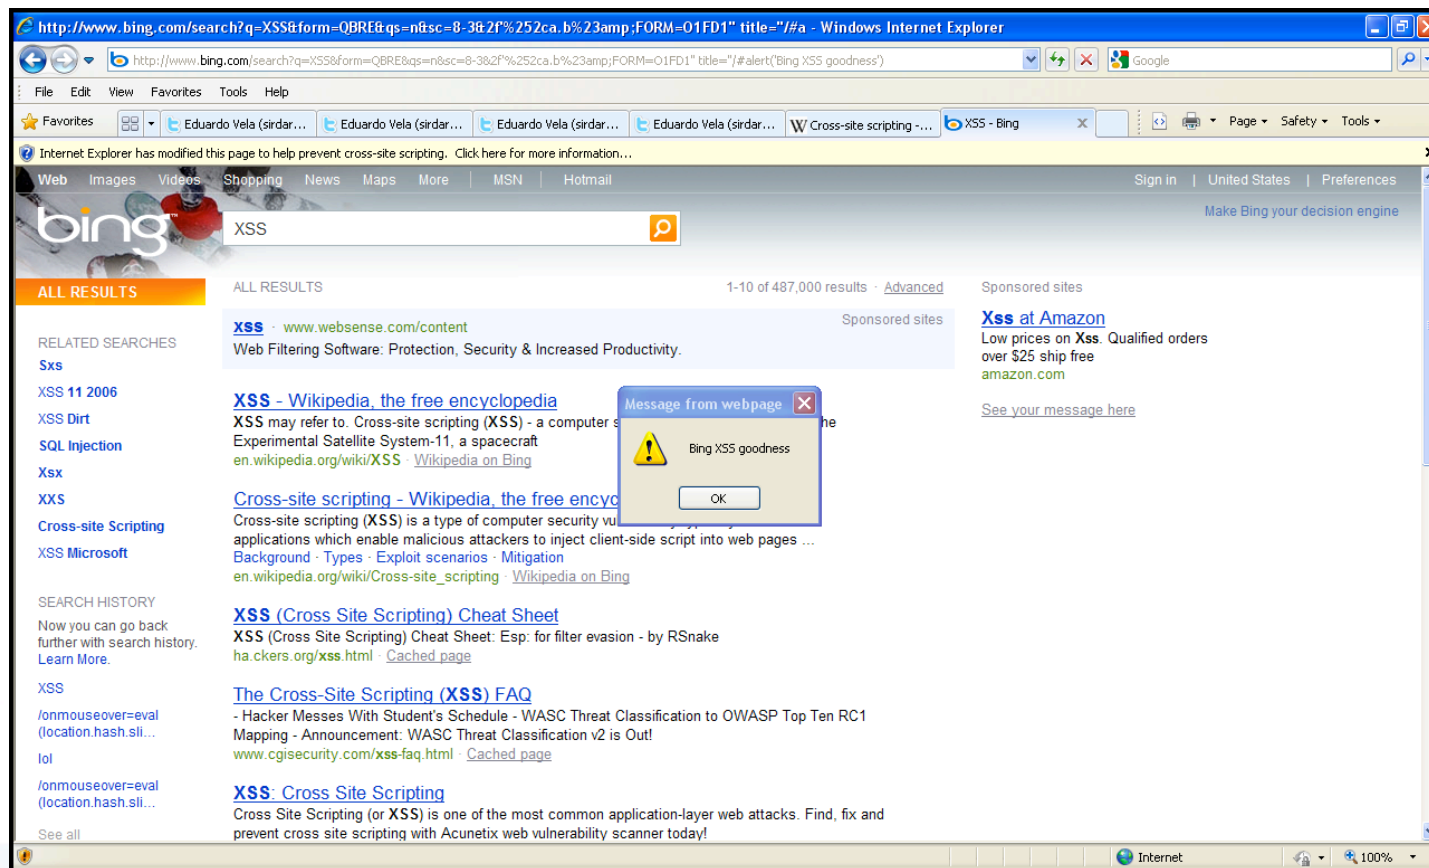 http://www.bing.com/search?q=XSS&form=QBRE&qs=n&sc=8-3&2f'%252ca.b%23amp;FORM=O1FD1" title="/#a - Windows Internet Explorer
http://www.bing.com/search?q=XSS&form=QBRE&qs=n&sc=8-3&2f'%252ca.b%23amp;FORM=O1FD1" title="/#alert('Bing XSS goodness')
Google
File Edit View Favorites Tools Help
Favorites
Eduardo Vela (sirdar...
Eduardo Vela (sirdar...
Eduardo Vela (sirdar...
Eduardo Vela (sirdar...
W Cross-site scripting -...
XSS - Bing
Page Safety Tools
Internet Explorer has modified this page to help prevent cross-site scripting. Click here for more information...
Web Images Videos Shopping News Maps More | MSN | Hotmail
Sign in | United States | Preferences
bing™
XSS
Make Bing your decision engine
ALL RESULTS
RELATED SEARCHES
Sxs
XSS 11 2006
XSS Dirt
SQL Injection
Xsx
XXS
Cross-site Scripting
XSS Microsoft
SEARCH HISTORY
Now you can go back
further with search history.
Learn More.
XSS
/onmouseover=eval
(location.hash.sli...
lol
/onmouseover=eval
(location.hash.sli...
See all
ALL RESULTS
1-10 of 487,000 results · Advanced
XSS · www.websense.com/content
Sponsored sites
Web Filtering Software: Protection, Security & Increased Productivity.
XSS - Wikipedia, the free encyclopedia
XSS may refer to. Cross-site scripting (XSS) - a computer s he
Experimental Satellite System-11, a spacecraft
en.wikipedia.org/wiki/XSS · Wikipedia on Bing
Cross-site scripting - Wikipedia, the free encyc
Cross-site scripting (XSS) is a type of computer security vu
applications which enable malicious attackers to inject client-side script into web pages ...
Background · Types · Exploit scenarios · Mitigation
en.wikipedia.org/wiki/Cross-site_scripting · Wikipedia on Bing
XSS (Cross Site Scripting) Cheat Sheet
XSS (Cross Site Scripting) Cheat Sheet: Esp: for filter evasion - by RSnake
ha.ckers.org/xss.html · Cached page
The Cross-Site Scripting (XSS) FAQ
- Hacker Messes With Student's Schedule - WASC Threat Classification to OWASP Top Ten RC1
Mapping - Announcement: WASC Threat Classification v2 is Out!
www.cgisecurity.com/xss-faq.html · Cached page
XSS: Cross Site Scripting
Cross Site Scripting (or XSS) is one of the most common application-layer web attacks. Find, fix and
prevent cross site scripting with Acunetix web vulnerability scanner today!
Message from webpage
Bing XSS goodness
OK
Sponsored sites
Xss at Amazon
Low prices on Xss. Qualified orders
over $25 ship free
amazon.com
See your message here
Internet
100%